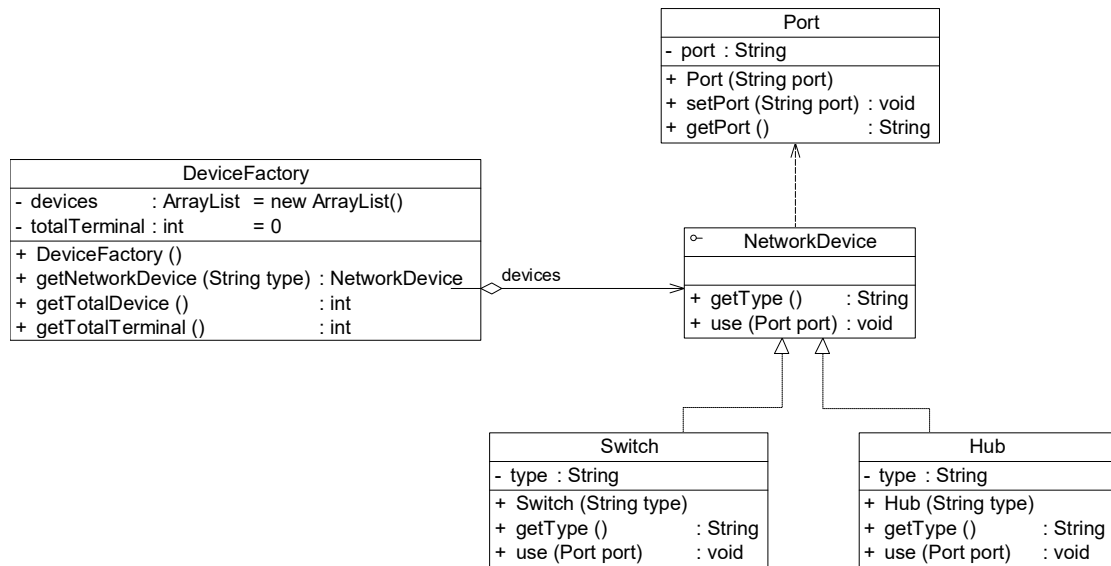 Port
- port : String
+ Port (String port)
+ setPort (String port) : void
+ getPort () : String
DeviceFactory
- devices : ArrayList = new ArrayList()
- totalTerminal : int = 0
+ DeviceFactory ()
+ getNetworkDevice (String type) : NetworkDevice
+ getTotalDevice () : int
+ getTotalTerminal () : int
devices
NetworkDevice
+ getType () : String
+ use (Port port) : void
Switch
- type : String
+ Switch (String type)
+ getType () : String
+ use (Port port) : void
Hub
- type : String
+ Hub (String type)
+ getType () : String
+ use (Port port) : void